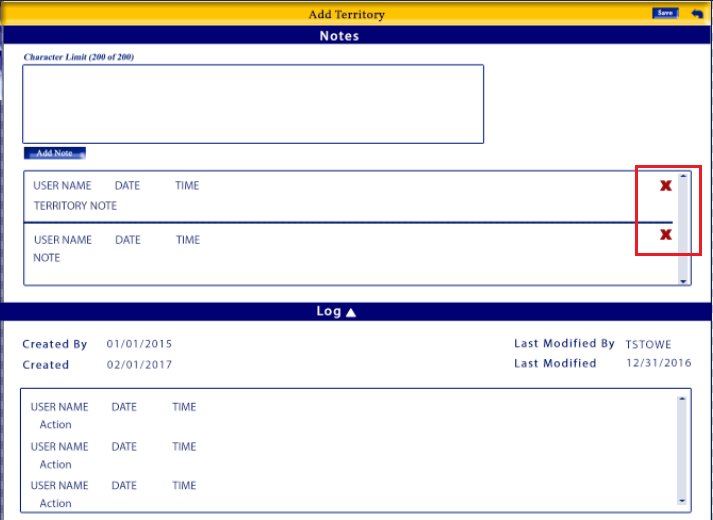 Add Territory Save
Notes
Character Limit (200 of 200)
Add Note
USER NAME DATE TIME X
TERRITORY NOTE
USER NAME DATE TIME X
NOTE
Log ▲
Created By 01/01/2015 Last Modified By TSTOWE
Created 02/01/2017 Last Modified 12/31/2016
USER NAME DATE TIME
Action
USER NAME DATE TIME
Action
USER NAME DATE TIME
Action